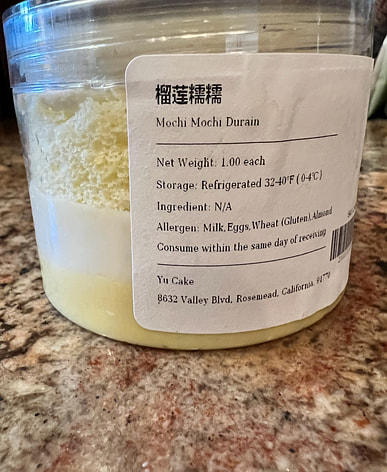 榴莲糯糯
Mochi Mochi Durain
Net Weight: 1.00 each
Storage: Refrigerated 32-40°F ( 0-4℃)
Ingredient: N/A
Allergen: Milk,Eggs,Wheat (Gluten),Almond
Consume within the same day of receiving
Yu Cake
8632 Valley Blvd, Rosemead, California, 91770